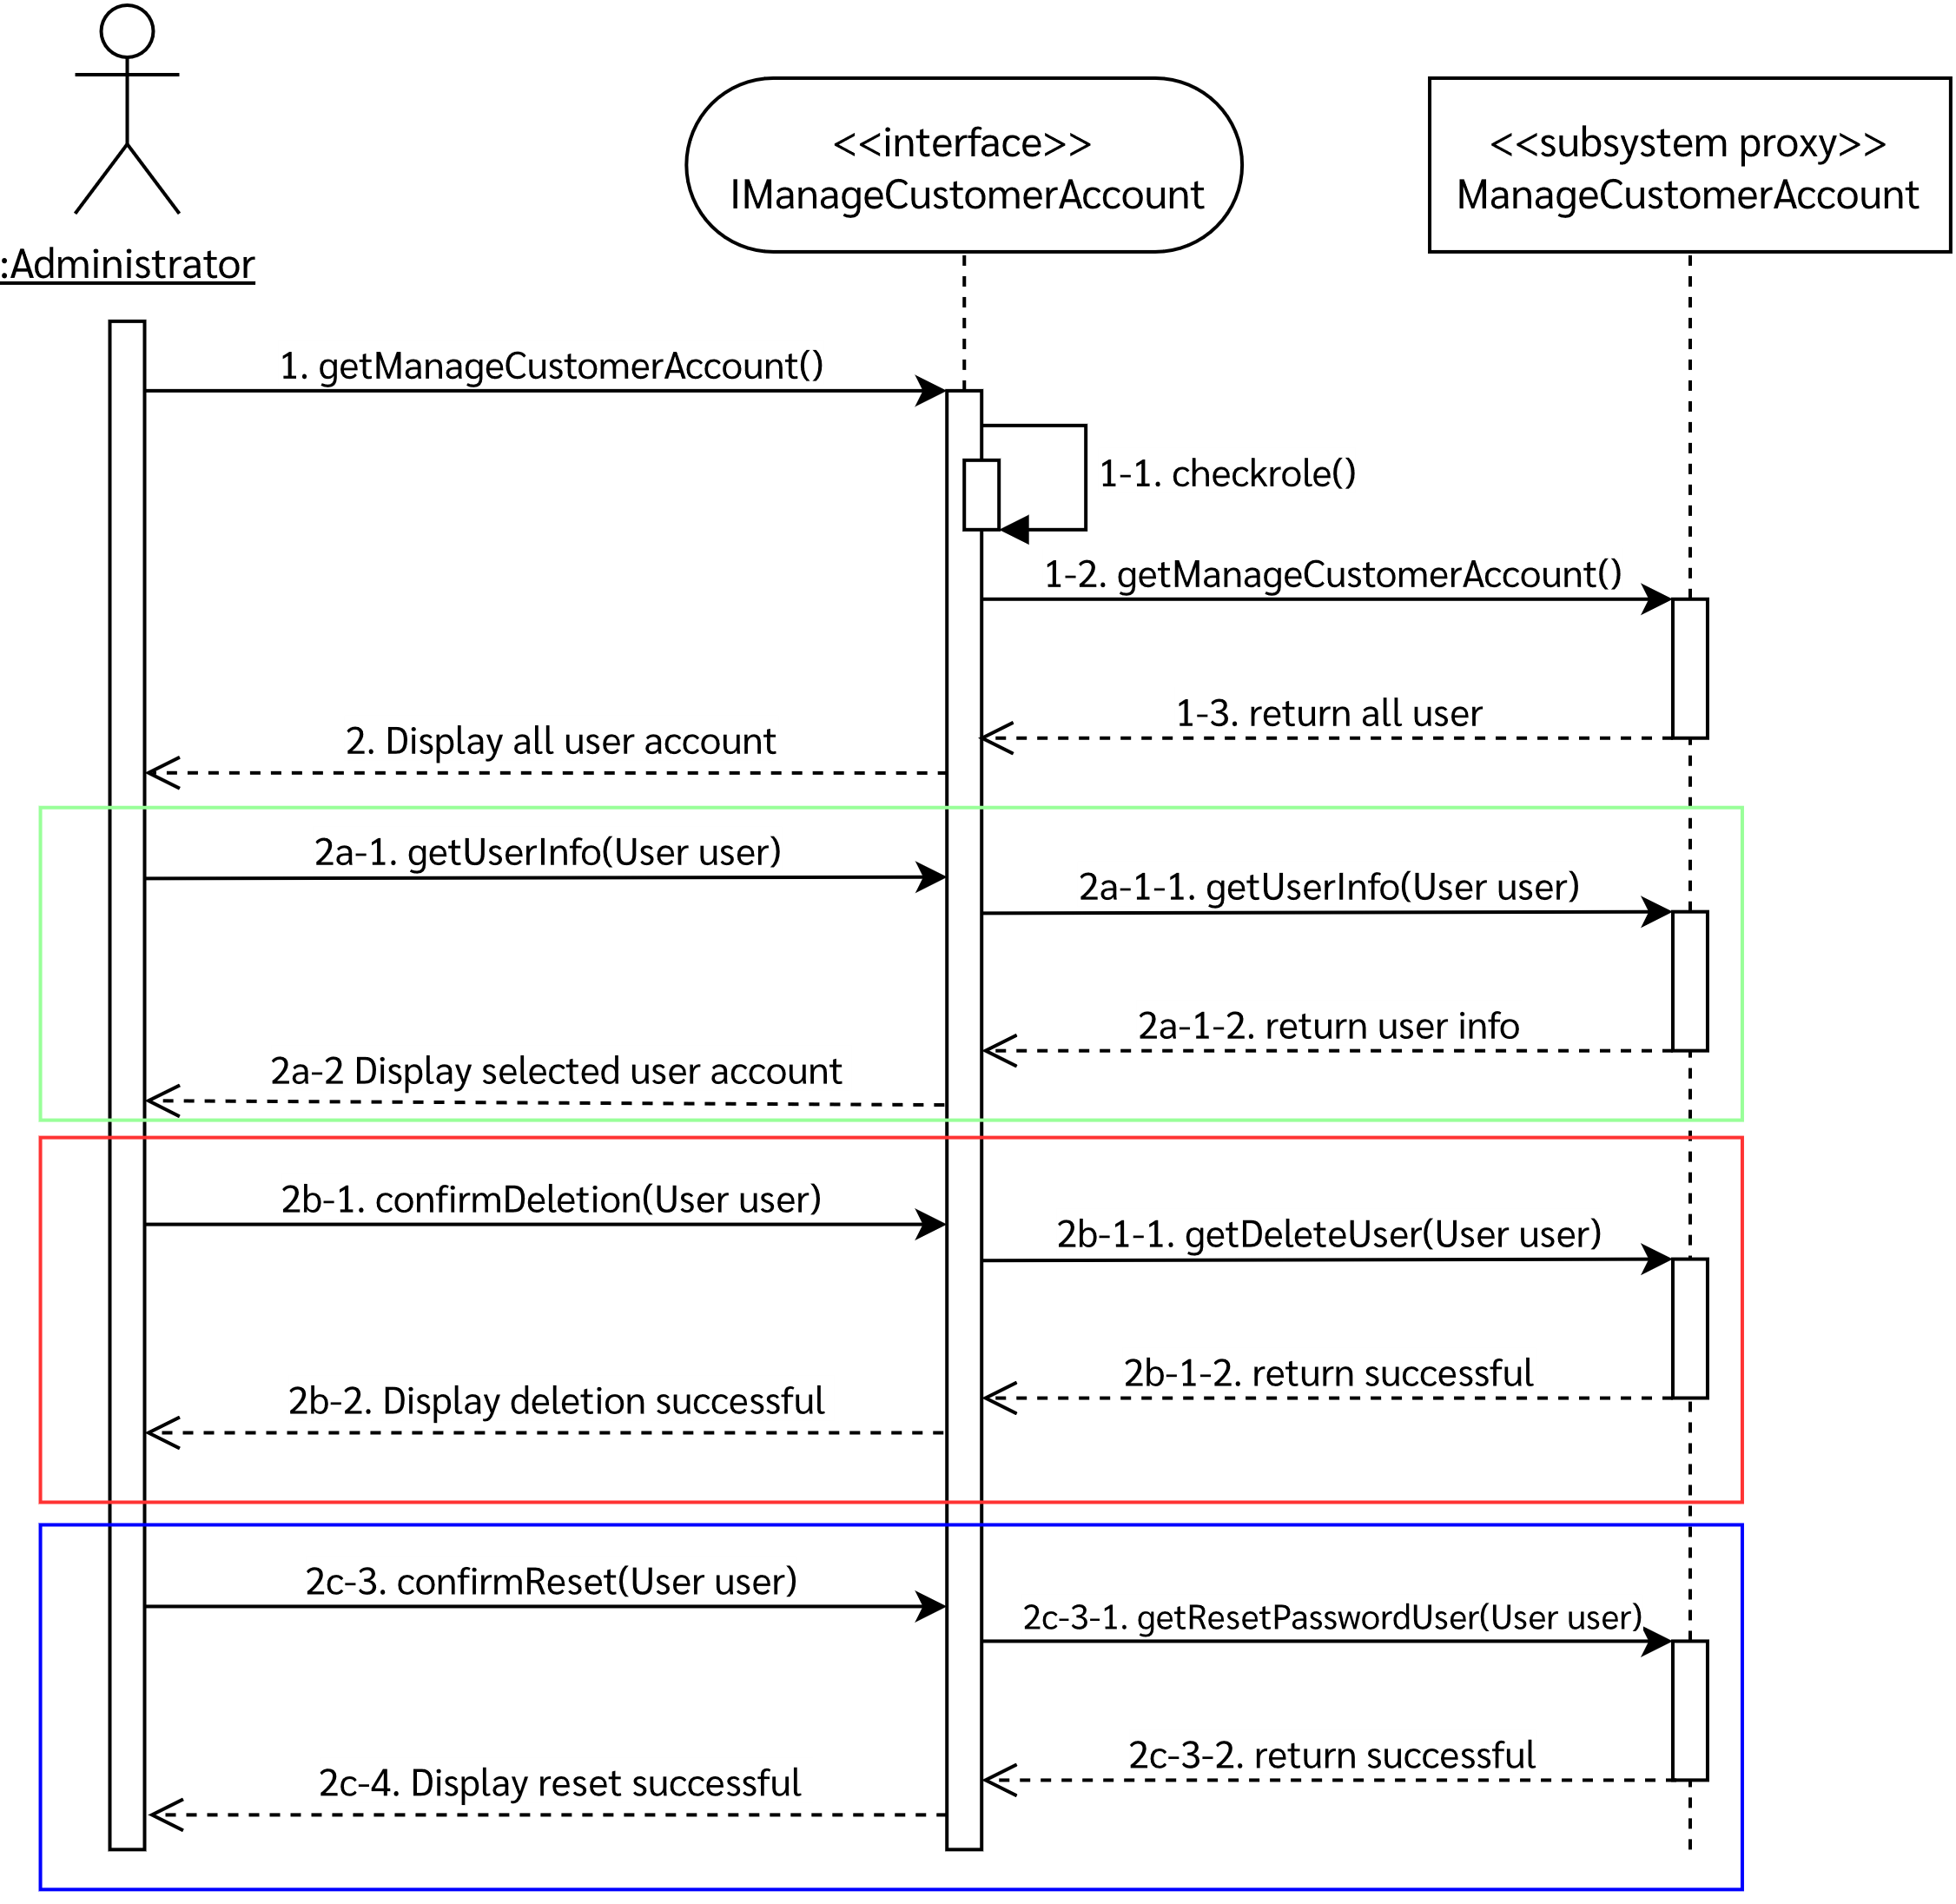 <<interface>>
IManageCustomerAccount
<<subsystem proxy>>
ManageCustomerAccount
:Administrator
1. getManageCustomerAccount()
1-1. checkrole()
1-2. getManageCustomerAccount()
1-3. return all user
2. Display all user account
2a-1. getUserInfo(User user)
2a-1-1. getUserInfo(User user)
2a-1-2. return user info
2a-2 Display selected user account
2b-1. confirmDeletion(User user)
2b-1-1. getDeleteUser(User user)
2b-1-2. return successful
2b-2. Display deletion successful
2c-3. confirmReset(User user)
2c-3-1. getResetPasswordUser(User user)
2c-3-2. return successful
2c-4. Display reset successful